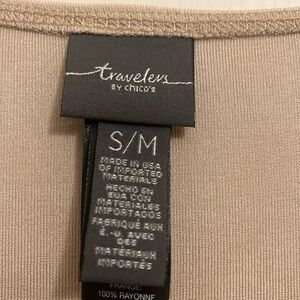 travelers
BY CHICO'S
S/M
MADE IN USA
OF IMPORTED
MATERIALS
HECHO EN
EUA CON
MATERIALES
IMPORTADOS
FABRIQUÉ AUX
É.-U. AVEC
DES
MATÉRIAUX
IMPORTÉS
FRANGE:
100% RAYONNE